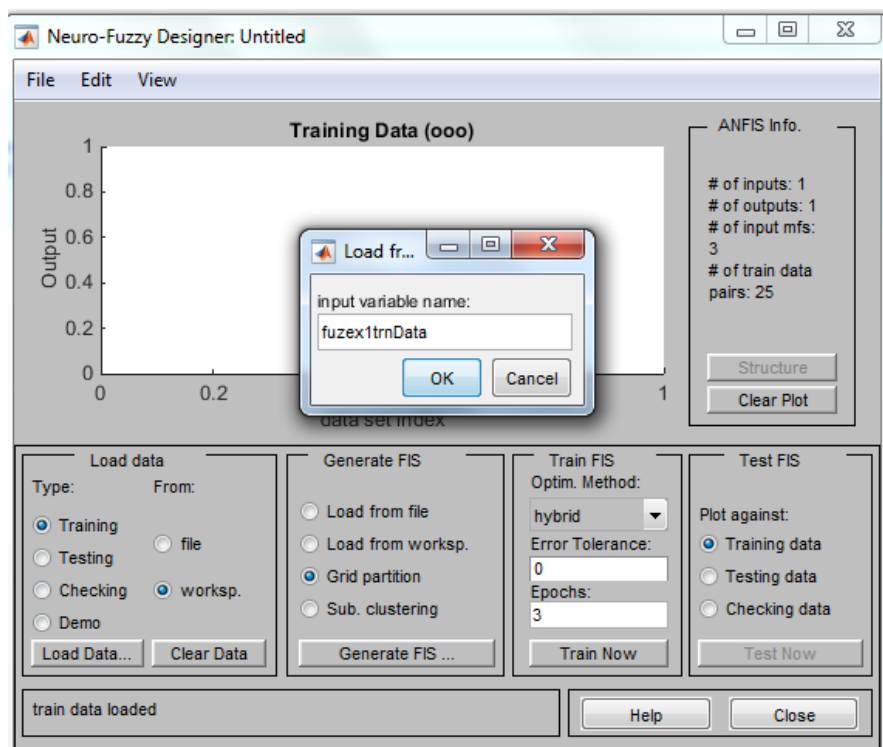 Neuro-Fuzzy Designer: Untitled
File Edit View
Training Data (ooo)
1
0.8
0.6
0.4
0.2
0
Output
0 0.2 1
data set index
Load fr...
input variable name:
fuzex1trnData
OK Cancel
ANFIS Info.
# of inputs: 1
# of outputs: 1
# of input mfs:
3
# of train data
pairs: 25
Structure
Clear Plot
Load data
Type: From:
Training
Testing
Checking
Demo
file
worksp.
Load Data... Clear Data
Generate FIS
Load from file
Load from worksp.
Grid partition
Sub. clustering
Generate FIS ...
Train FIS
Optim. Method:
hybrid
Error Tolerance:
0
Epochs:
3
Train Now
Test FIS
Plot against:
Training data
Testing data
Checking data
Test Now
train data loaded
Help Close